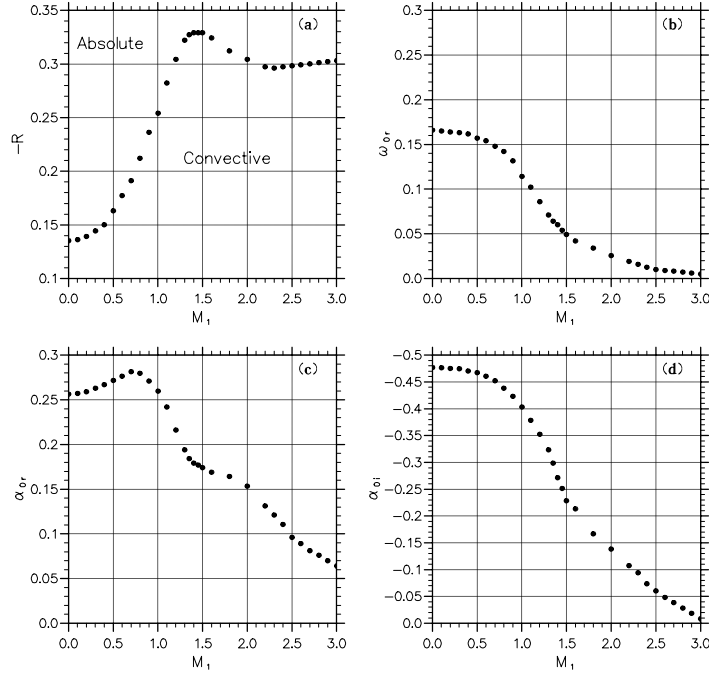 0.35 (a)
Absolute
0.3
0.25
−R
Convective
0.2
0.15
0.1
0.0 0.5 1.0 1.5 2.0 2.5 3.0
M₁
0.3 (b)
0.2
0.15
ω₀ᵣ
0.1
0.05
0.0
0.0 0.5 1.0 1.5 2.0 2.5 3.0
M₁
0.3 (c)
0.25
0.2
0.15
α₀ᵣ
0.1
0.05
0.0
0.0 0.5 1.0 1.5 2.0 2.5 3.0
M₁
−0.5 (d)
−0.45
−0.4
−0.35
−0.3
−0.25
α₀ᵢ
−0.2
−0.15
−0.1
−0.05
0.0
0.0 0.5 1.0 1.5 2.0 2.5 3.0
M₁